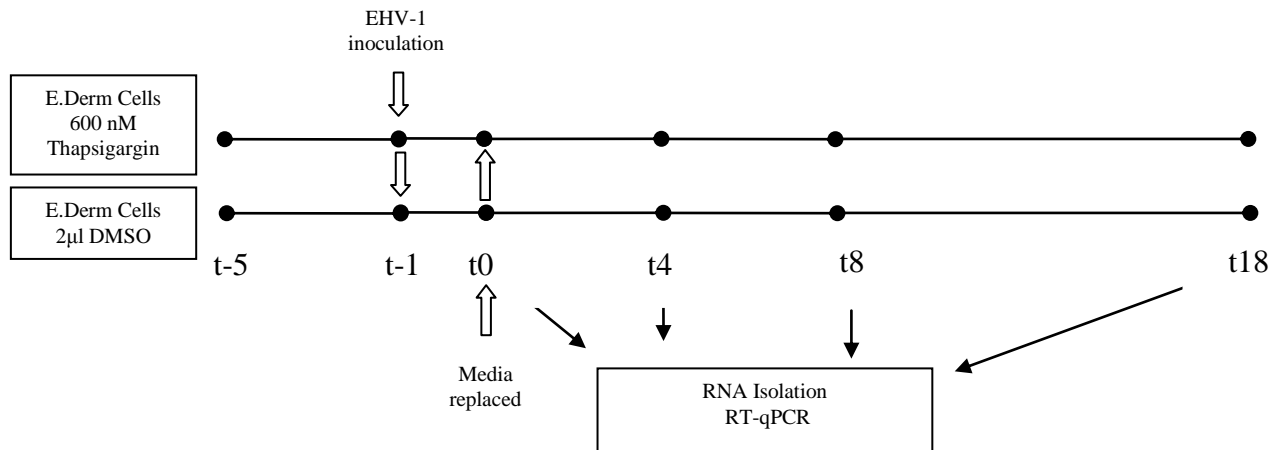 EHV-1
inoculation
E.Derm Cells
600 nM
Thapsigargin
E.Derm Cells
2μl DMSO
t-5 t-1 t0 t4 t8 t18
Media
replaced
RNA Isolation
RT-qPCR